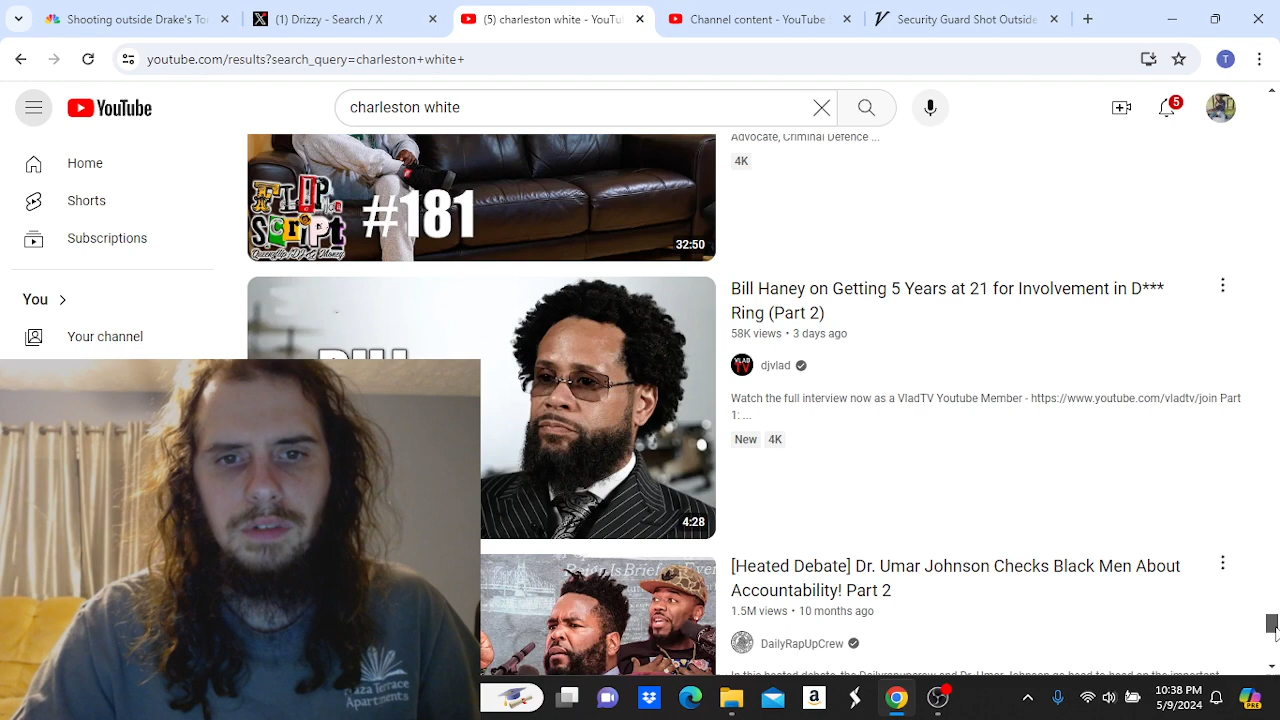 Shooting outside Drake's To
(1) Drizzy - Search / X
(5) charleston white - YouTu
Channel content - YouTube
Security Guard Shot Outside
youtube.com/results?search_query=charleston+white+
T
YouTube
charleston white
5
Home
Shorts
Subscriptions
You
Your channel
FLIP
Script
#181
32:50
Advocate, Criminal Defence ...
4K
4:28
Bill Haney on Getting 5 Years at 21 for Involvement in D***
Ring (Part 2)
58K views • 3 days ago
VLAD
TV
djvlad
Watch the full interview now as a VladTV Youtube Member - https://www.youtube.com/vladtv/join Part
1: ...
New
4K
[Heated Debate] Dr. Umar Johnson Checks Black Men About
Accountability! Part 2
1.5M views • 10 months ago
DailyRapUpCrew
Plaza Terrace
Apartments
10:38 PM
PRE